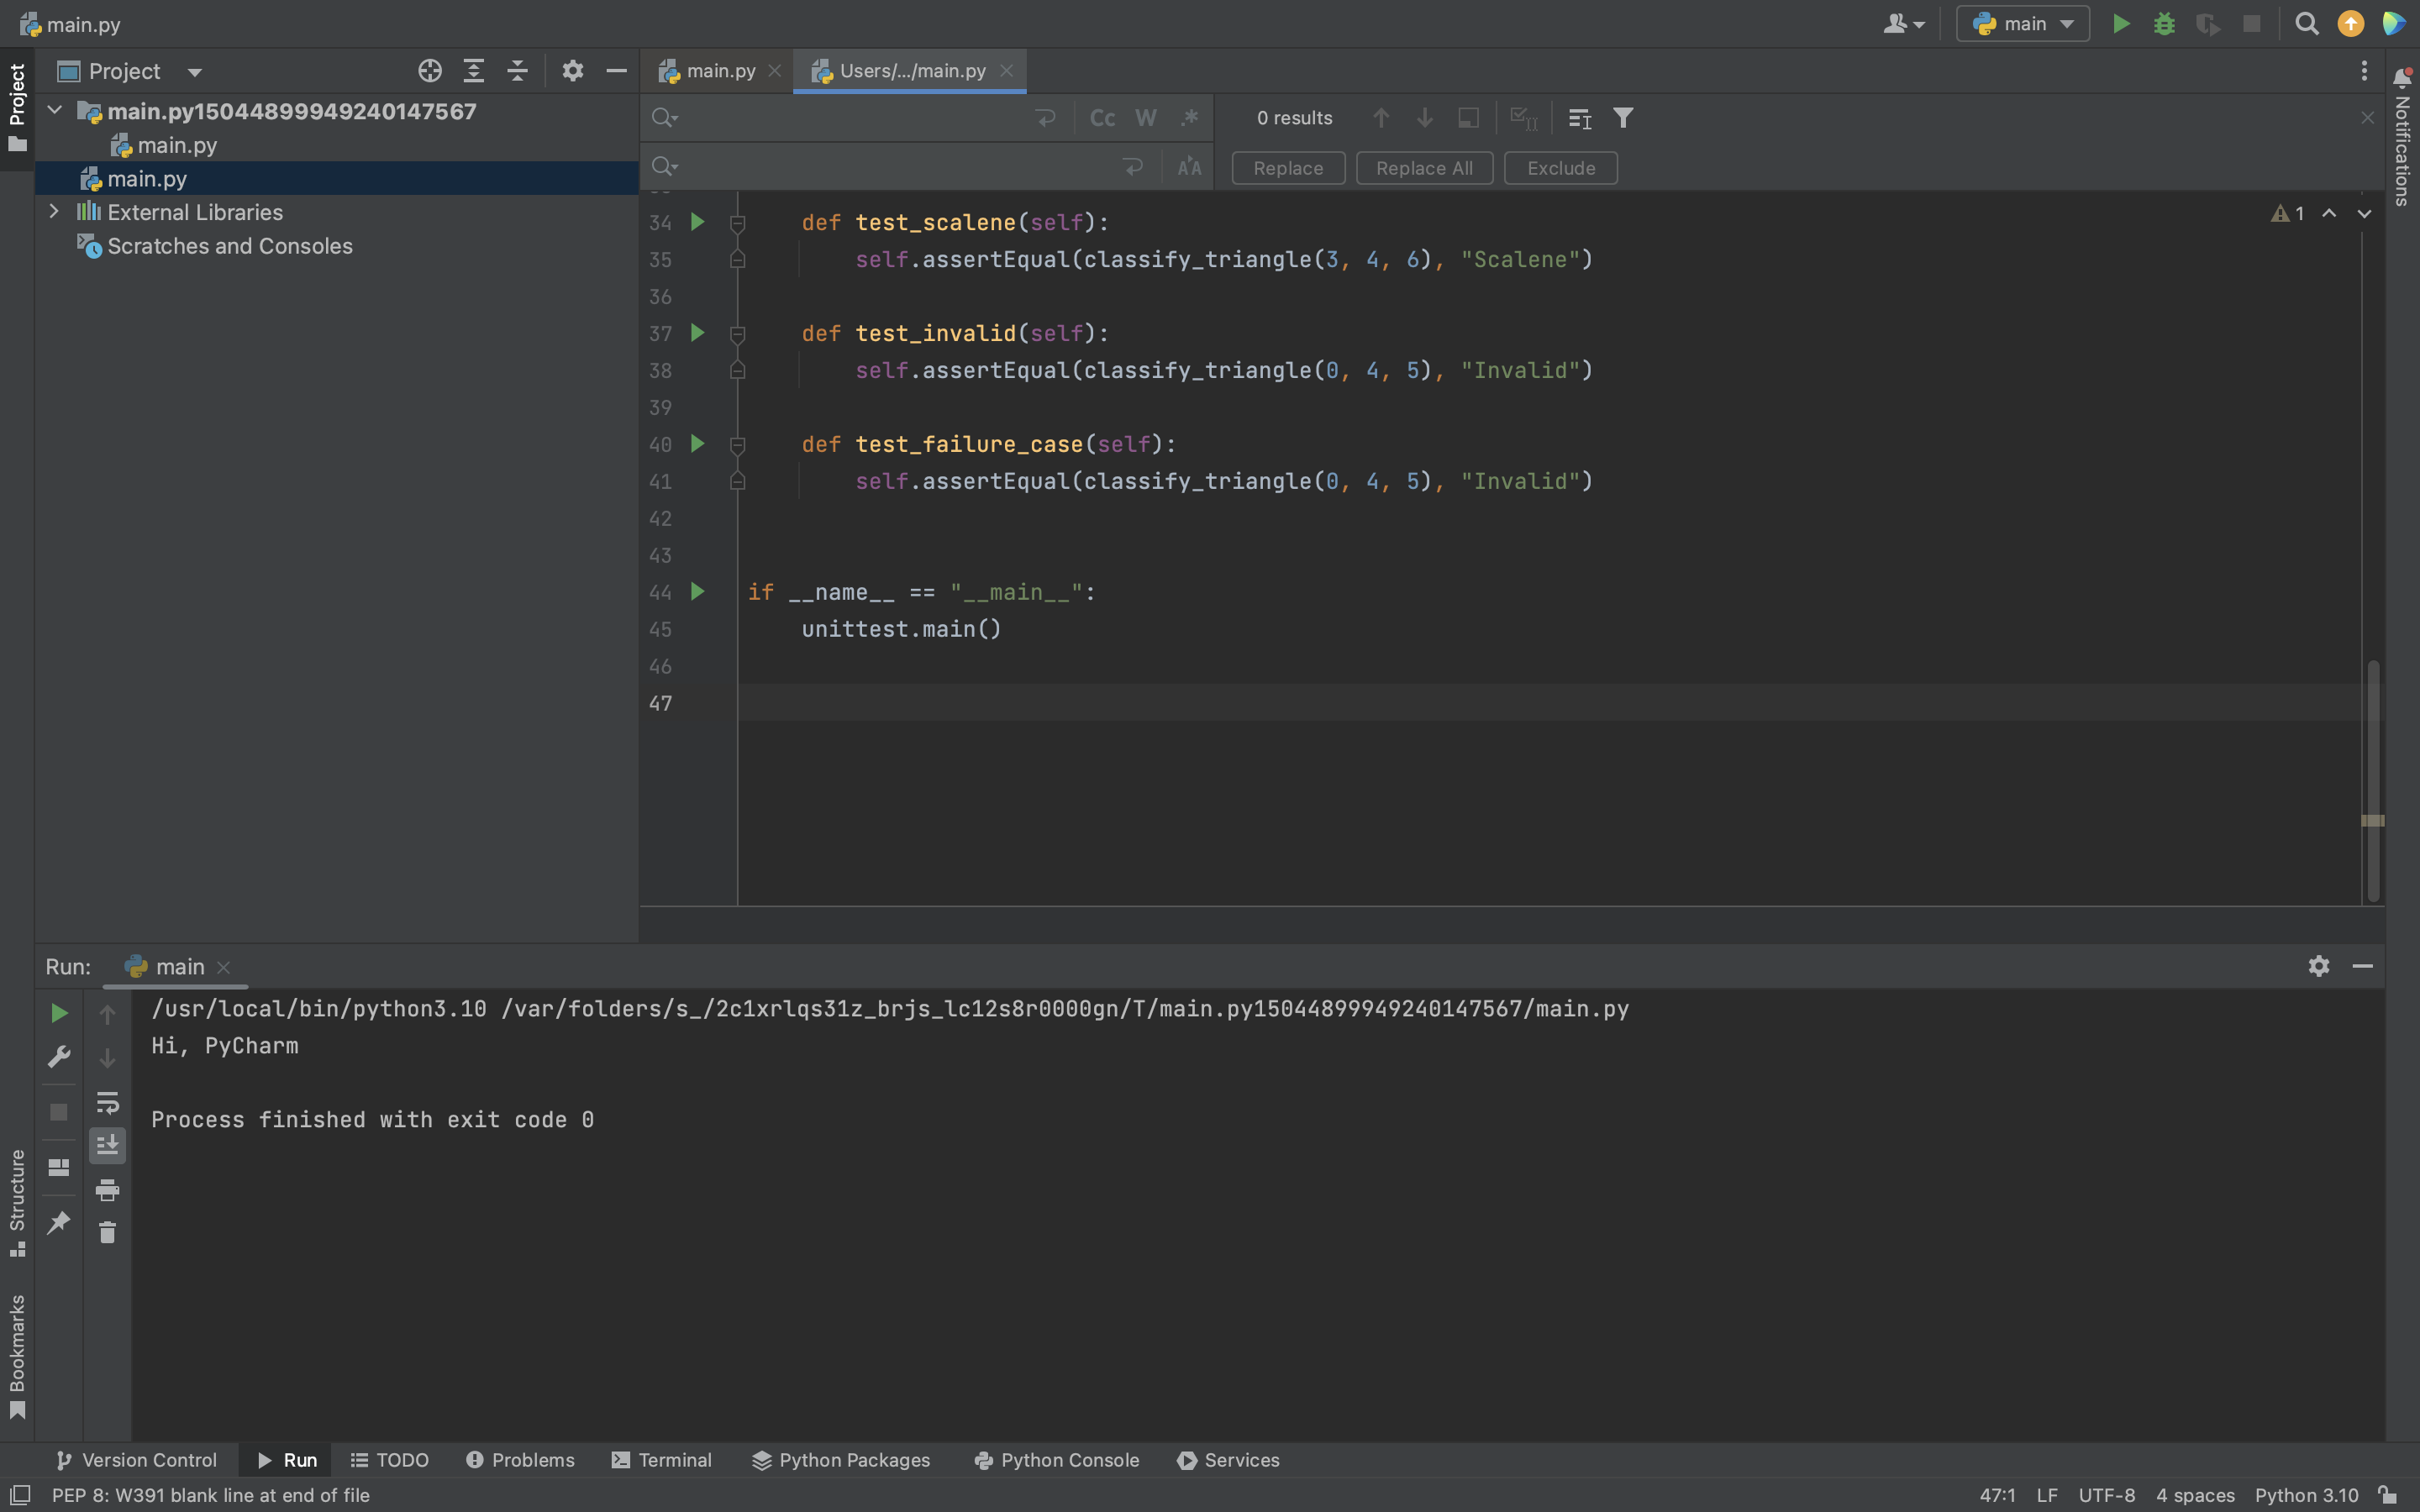 main.py
main
Project
Project
main.py15044899949240147567
main.py
main.py
External Libraries
Scratches and Consoles
main.py
Users/.../main.py
Cc W .*
0 results
Replace
Replace All
Exclude
1
34 def test_scalene(self):
35 self.assertEqual(classify_triangle(3, 4, 6), "Scalene")
36
37 def test_invalid(self):
38 self.assertEqual(classify_triangle(0, 4, 5), "Invalid")
39
40 def test_failure_case(self):
41 self.assertEqual(classify_triangle(0, 4, 5), "Invalid")
42
43
44 if __name__ == "__main__":
45 unittest.main()
46
47
Notifications
Run: main
/usr/local/bin/python3.10 /var/folders/s_/2c1xrlqs31z_brjs_lc12s8r0000gn/T/main.py15044899949240147567/main.py
Hi, PyCharm
Process finished with exit code 0
Structure
Bookmarks
Version Control Run TODO Problems Terminal Python Packages Python Console Services
PEP 8: W391 blank line at end of file
47:1 LF UTF-8 4 spaces Python 3.10